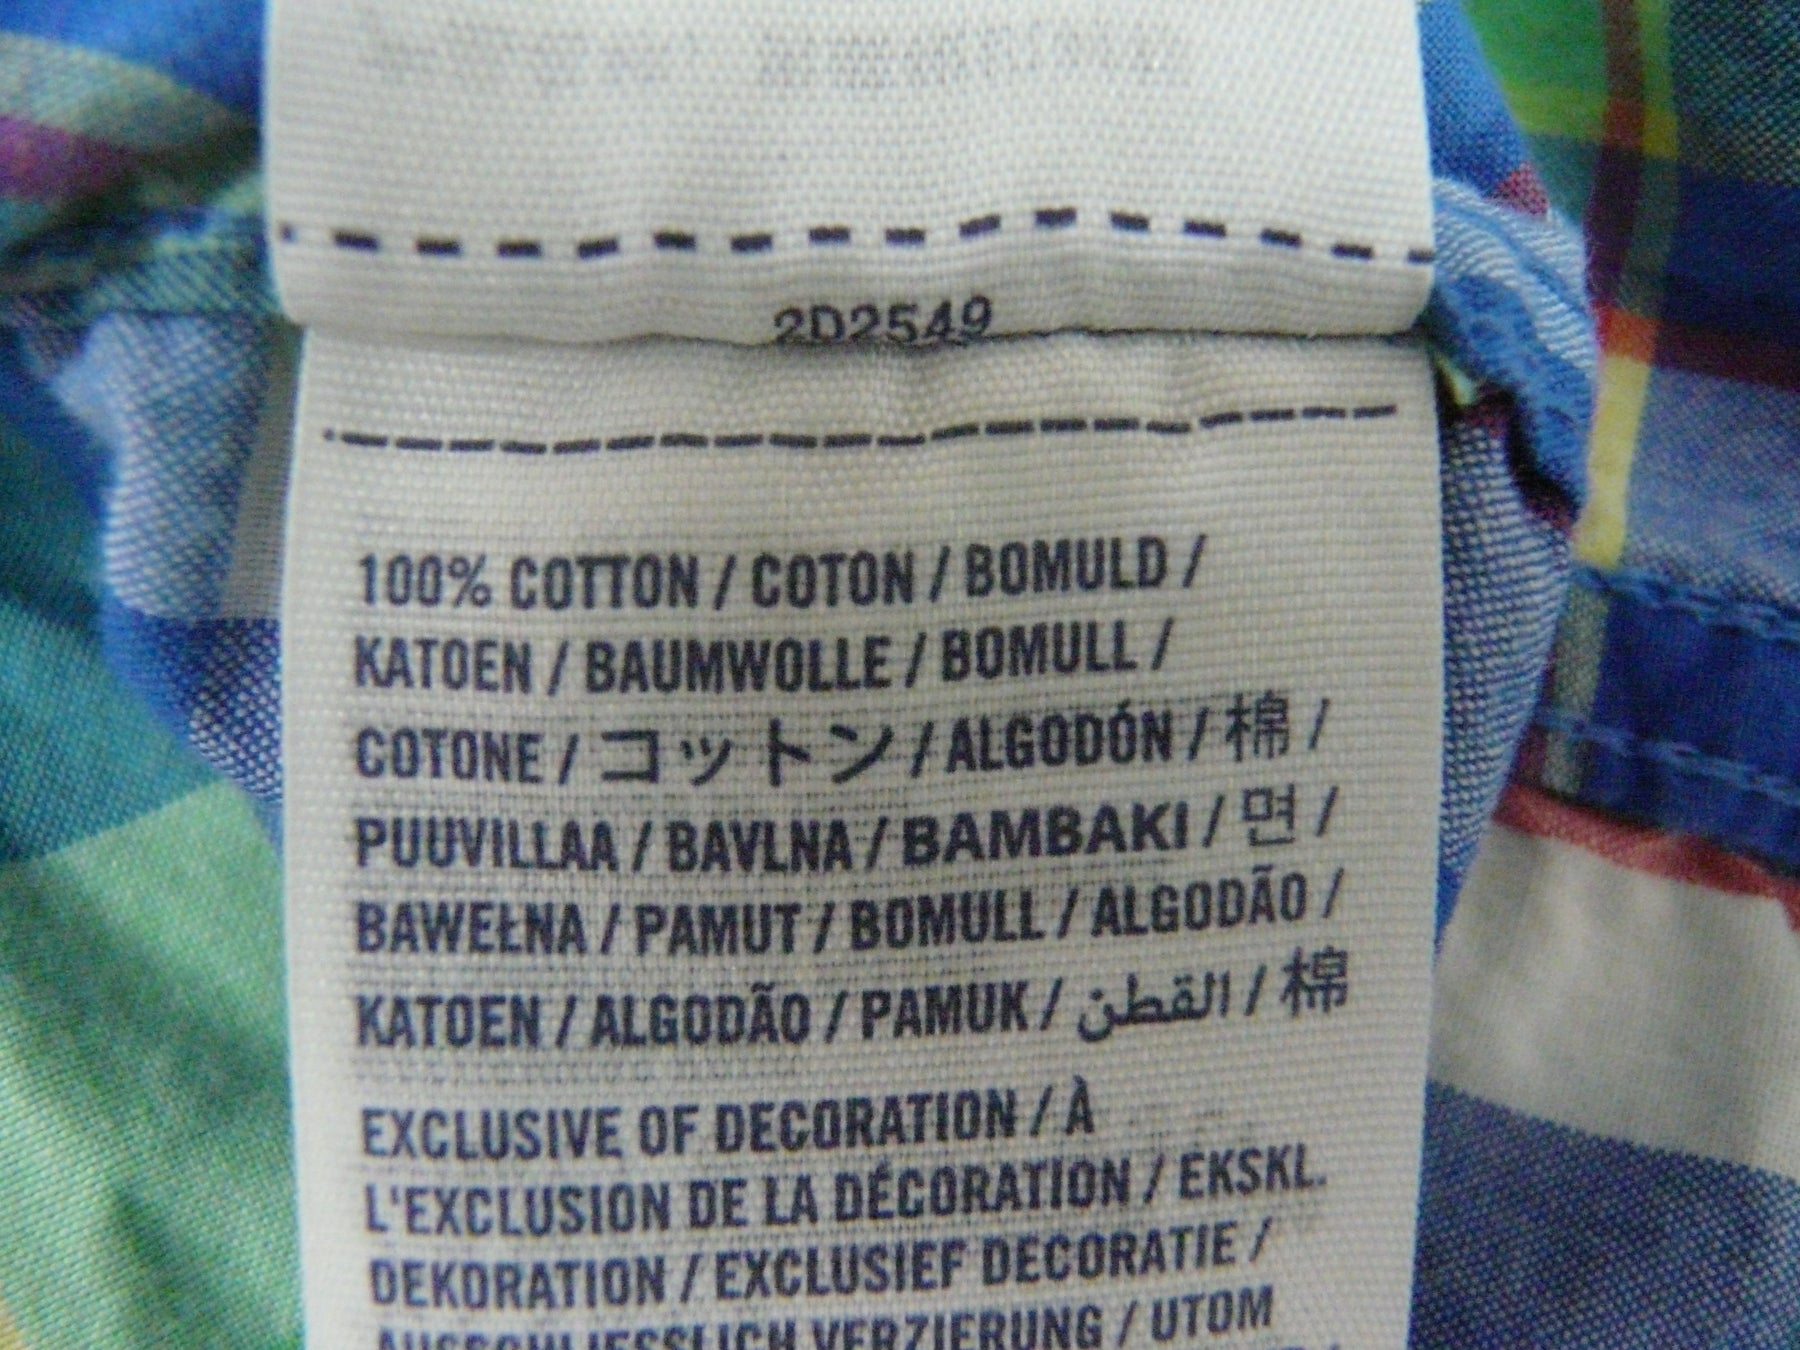 2D2549
100% COTTON / COTON / BOMULD /
KATOEN / BAUMWOLLE / BOMULL /
COTONE / コットン / ALGODÓN / 棉 /
PUUVILLAA / BAVLNA / BAMBAKI / 면 /
BAWEŁNA / PAMUT / BOMULL / ALGODÃO /
KATOEN / ALGODÃO / PAMUK / القطن / 棉
EXCLUSIVE OF DECORATION / À
L'EXCLUSION DE LA DÉCORATION / EKSKL.
DEKORATION / EXCLUSIEF DECORATIE /
AUSSCHLIESSLICH VERZIERUNG / UTOM